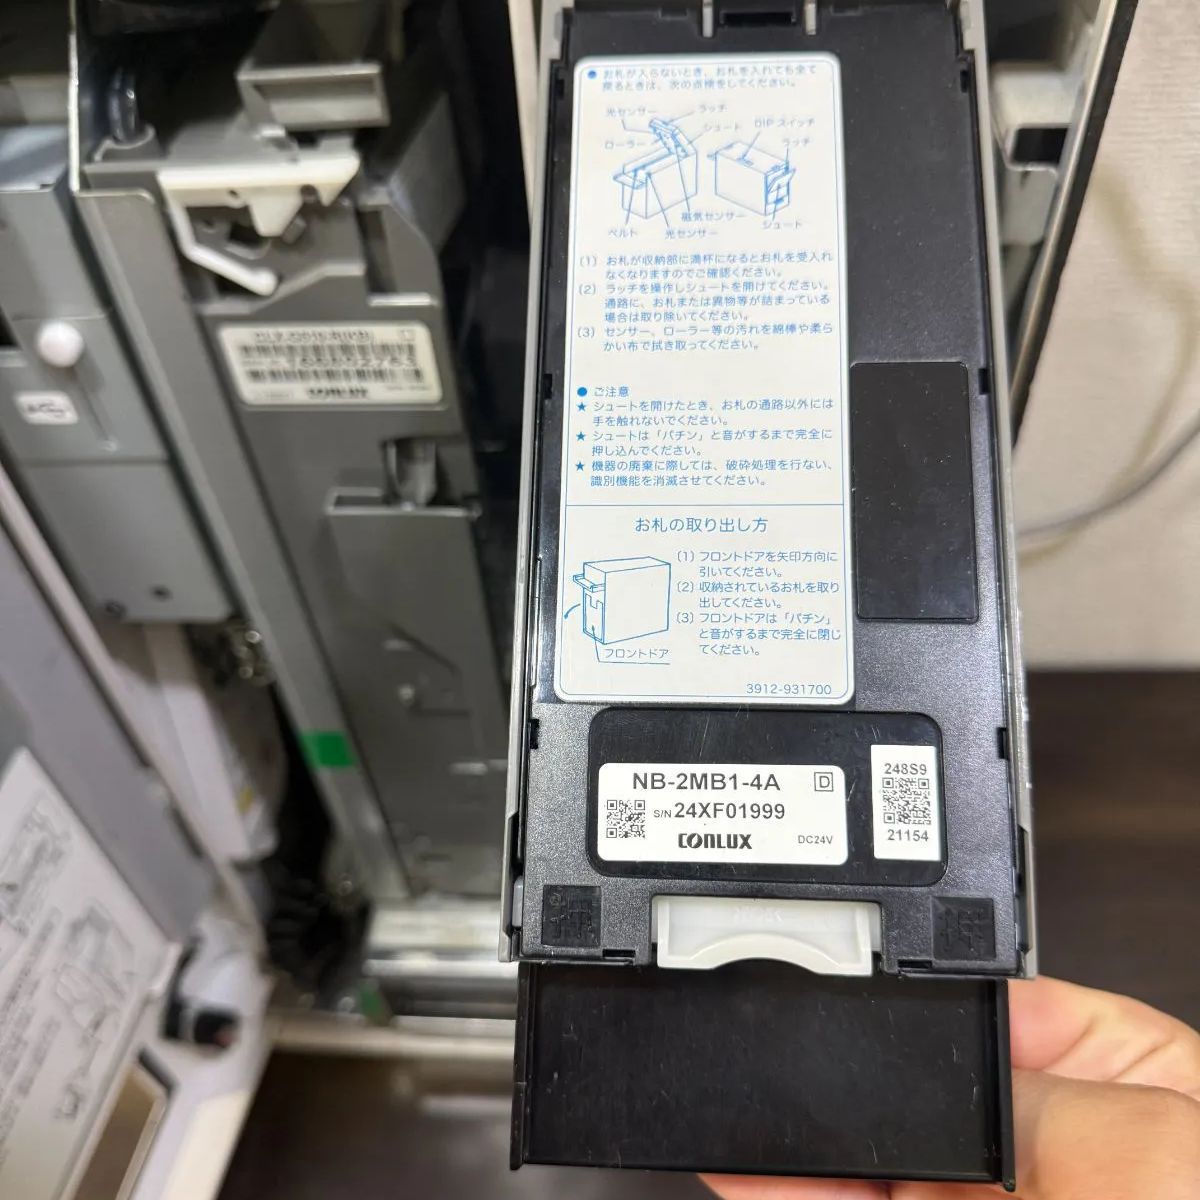 ● お札が入らないとき、お札を入れても全て
戻るときは、次の点検をしてください。
光センサー
ラッチ
ローラー
シュート
DIP スイッチ
ラッチ
磁気センサー
シュート
ベルト
光センサー
(1) お札が収納部に満杯になるとお札を受入れ
なくなりますのでご確認ください。
(2) ラッチを操作しシュートを開けてください。
通路に、お札または異物等が詰まっている
場合は取り除いてください。
(3) センサー、ローラー等の汚れを綿棒や柔ら
かい布で拭き取ってください。
● ご注意
★ シュートを開けたとき、お札の通路以外には
手を触れないでください。
★ シュートは「パチン」と音がするまで完全に
押し込んでください。
★ 機器の廃棄に際しては、破砕処理を行ない、
識別機能を消滅させてください。
お札の取り出し方
(1) フロントドアを矢印方向に
引いてください。
(2) 収納されているお札を取り
出してください。
(3) フロントドアは「パチン」
と音がするまで完全に閉じ
てください。
フロントドア
3912-931700
NB-2MB1-4A D
S/N 24XF01999
CONLUX DC24V
248S9
21154
押
押
CONLUX